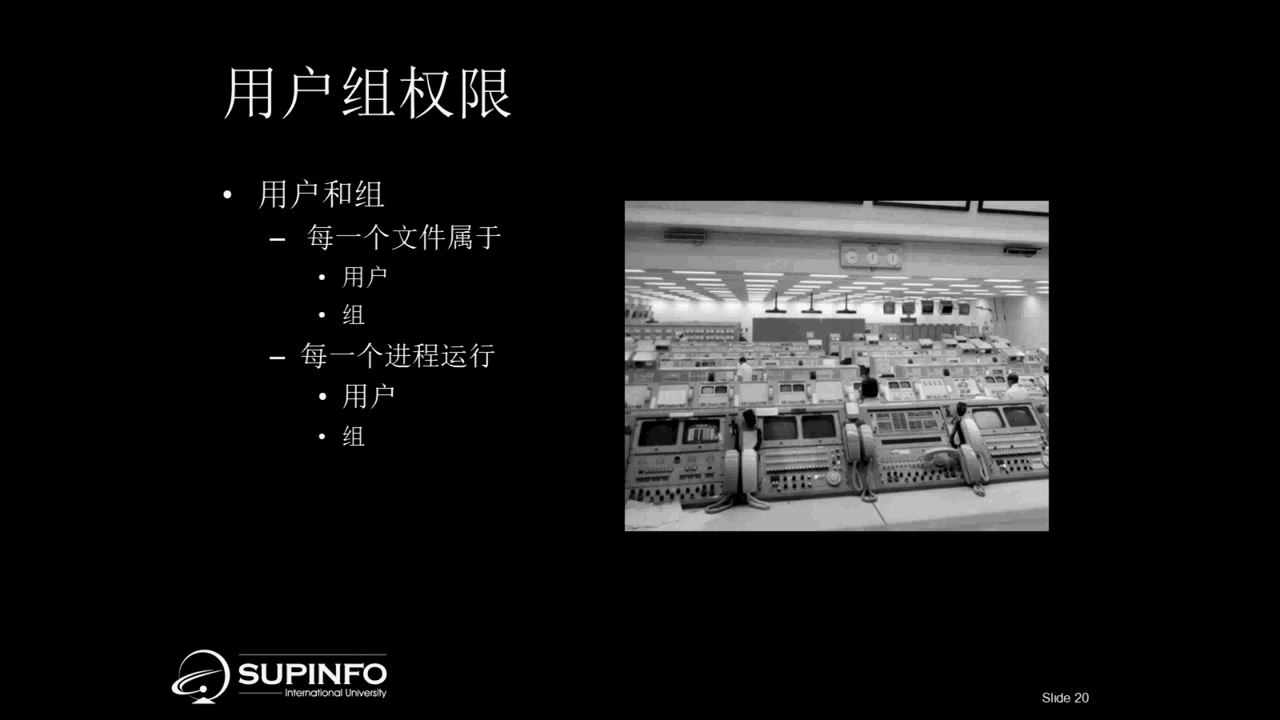 用户组权限
• 用户和组
– 每一个文件属于
• 用户
• 组
– 每一个进程运行
• 用户
• 组
SUPINFO
International University
Slide 20